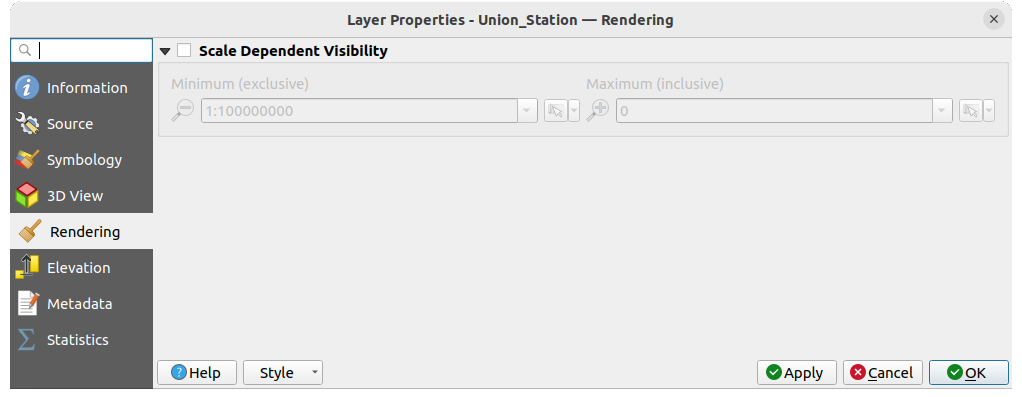 Layer Properties - Union_Station — Rendering
Scale Dependent Visibility
Minimum (exclusive)
Maximum (inclusive)
1:100000000
0
Information
Source
Symbology
3D View
Rendering
Elevation
Metadata
Statistics
Help
Style
Apply
Cancel
OK